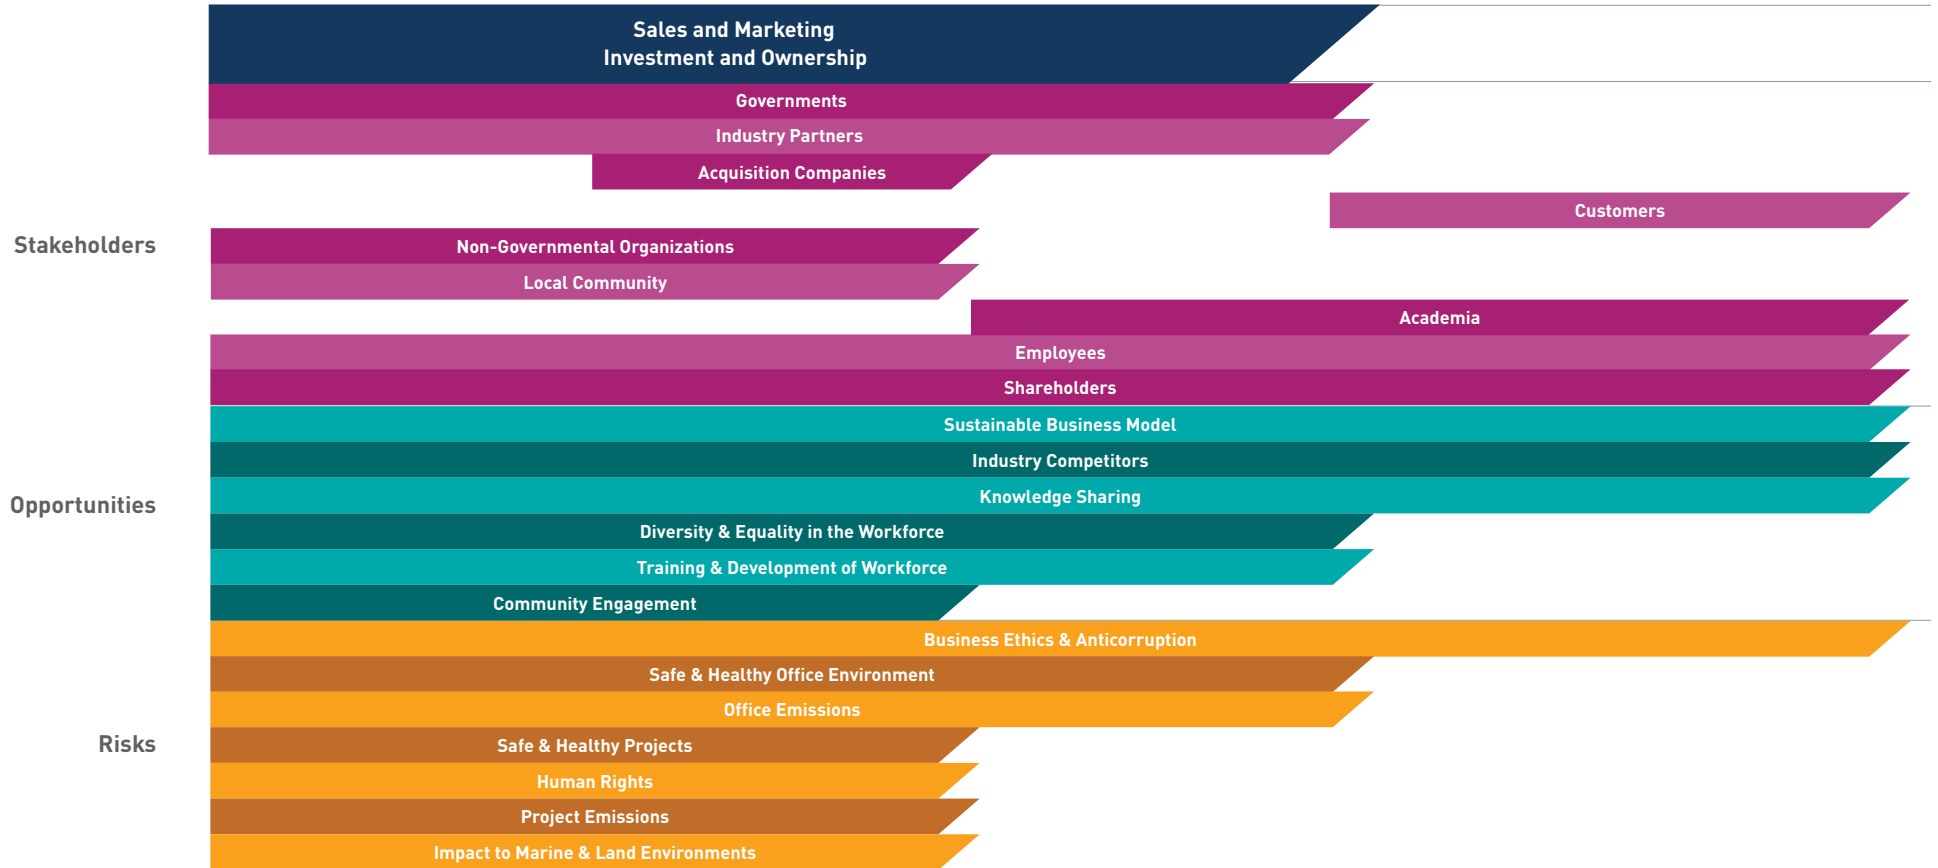 Sales and Marketing
Investment and Ownership
Governments
Industry Partners
Acquisition Companies
Customers
Stakeholders
Non-Governmental Organizations
Local Community
Academia
Employees
Shareholders
Sustainable Business Model
Industry Competitors
Knowledge Sharing
Opportunities
Diversity & Equality in the Workforce
Training & Development of Workforce
Community Engagement
Business Ethics & Anticorruption
Safe & Healthy Office Environment
Office Emissions
Risks
Safe & Healthy Projects
Human Rights
Project Emissions
Impact to Marine & Land Environments